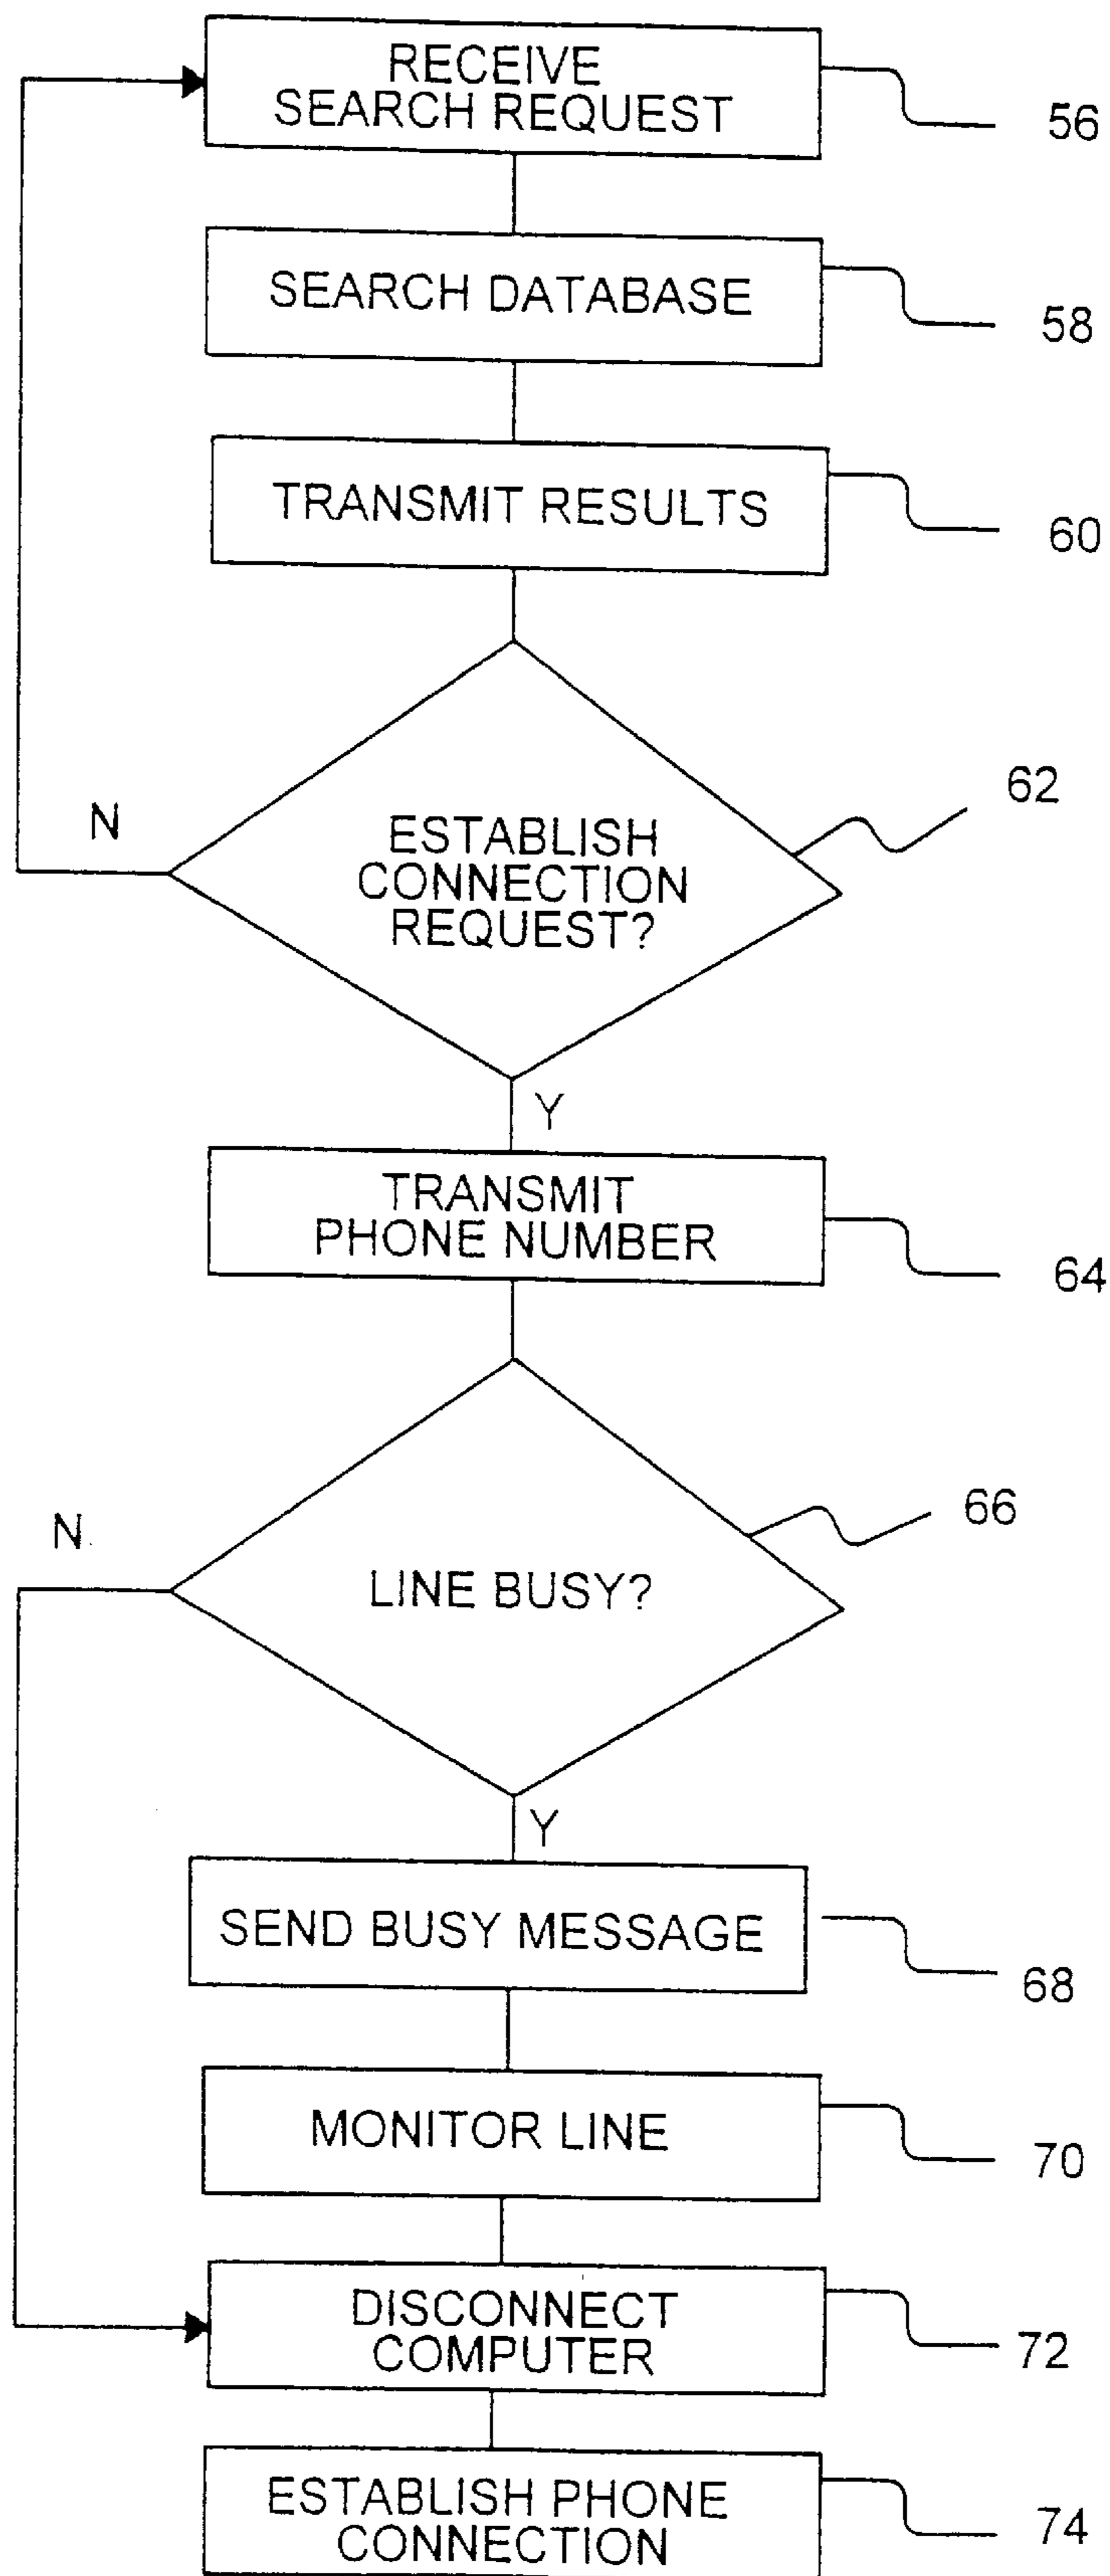 RECEIVE
SEARCH REQUEST
56
SEARCH DATABASE
58
TRANSMIT RESULTS
60
62
N
ESTABLISH
CONNECTION
REQUEST?
Y
TRANSMIT
PHONE NUMBER
64
66
N
LINE BUSY?
Y
SEND BUSY MESSAGE
68
MONITOR LINE
70
DISCONNECT
COMPUTER
72
ESTABLISH PHONE
CONNECTION
74